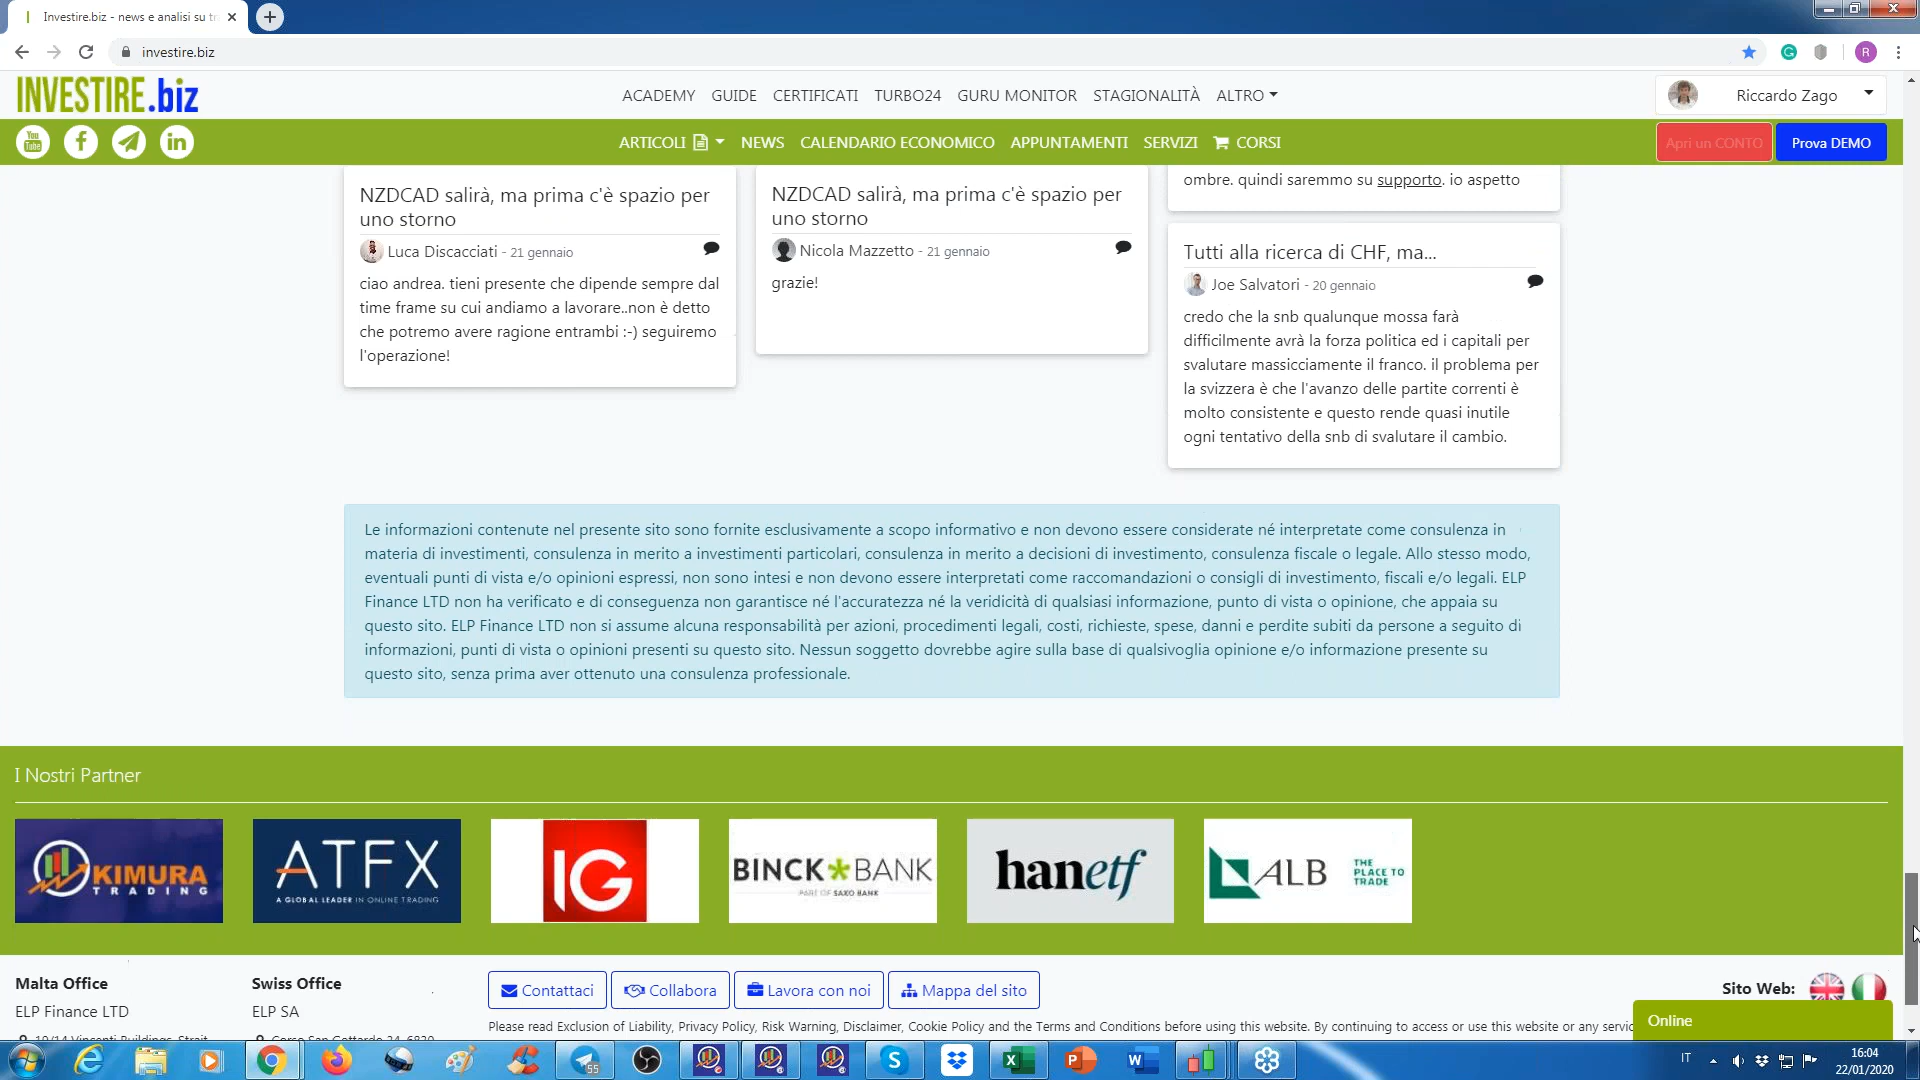 Investire.biz - news e analisi su tr
investire.biz
R
INVESTIRE.biz
ACADEMY GUIDE CERTIFICATI TURBO24 GURU MONITOR STAGIONALITÀ ALTRO
Riccardo Zago
You Tube
ARTICOLI NEWS CALENDARIO ECONOMICO APPUNTAMENTI SERVIZI CORSI
Apri un CONTO
Prova DEMO
NZDCAD salirà, ma prima c'è spazio per
uno storno
Luca Discacciati - 21 gennaio
ciao andrea. tieni presente che dipende sempre dal
time frame su cui andiamo a lavorare..non è detto
che potremo avere ragione entrambi :-) seguiremo
l'operazione!
NZDCAD salirà, ma prima c'è spazio per
uno storno
Nicola Mazzetto - 21 gennaio
grazie!
ombre. quindi saremmo su supporto. io aspetto
Tutti alla ricerca di CHF, ma...
Joe Salvatori - 20 gennaio
credo che la snb qualunque mossa farà
difficilmente avrà la forza politica ed i capitali per
svalutare massicciamente il franco. il problema per
la svizzera è che l'avanzo delle partite correnti è
molto consistente e questo rende quasi inutile
ogni tentativo della snb di svalutare il cambio.
Le informazioni contenute nel presente sito sono fornite esclusivamente a scopo informativo e non devono essere considerate né interpretate come consulenza in
materia di investimenti, consulenza in merito a investimenti particolari, consulenza in merito a decisioni di investimento, consulenza fiscale o legale. Allo stesso modo,
eventuali punti di vista e/o opinioni espressi, non sono intesi e non devono essere interpretati come raccomandazioni o consigli di investimento, fiscali e/o legali. ELP
Finance LTD non ha verificato e di conseguenza non garantisce né l'accuratezza né la veridicità di qualsiasi informazione, punto di vista o opinione, che appaia su
questo sito. ELP Finance LTD non si assume alcuna responsabilità per azioni, procedimenti legali, costi, richieste, spese, danni e perdite subiti da persone a seguito di
informazioni, punti di vista o opinioni presenti su questo sito. Nessun soggetto dovrebbe agire sulla base di qualsivoglia opinione e/o informazione presente su
questo sito, senza prima aver ottenuto una consulenza professionale.
I Nostri Partner
KIMURA
TRADING
ATFX
A GLOBAL LEADER IN ONLINE TRADING
IG
BINCK BANK
PART OF SAXO BANK
hanetf
ALB
THE
PLACE TO
TRADE
Malta Office
ELP Finance LTD
Swiss Office
ELP SA
Contattaci
Collabora
Lavora con noi
Mappa del sito
Please read Exclusion of Liability, Privacy Policy, Risk Warning, Disclaimer, Cookie Policy and the Terms and Conditions before using this website. By continuing to access or use this website or any servic
Sito Web:
Online
55
IT
16:04
22/01/2020